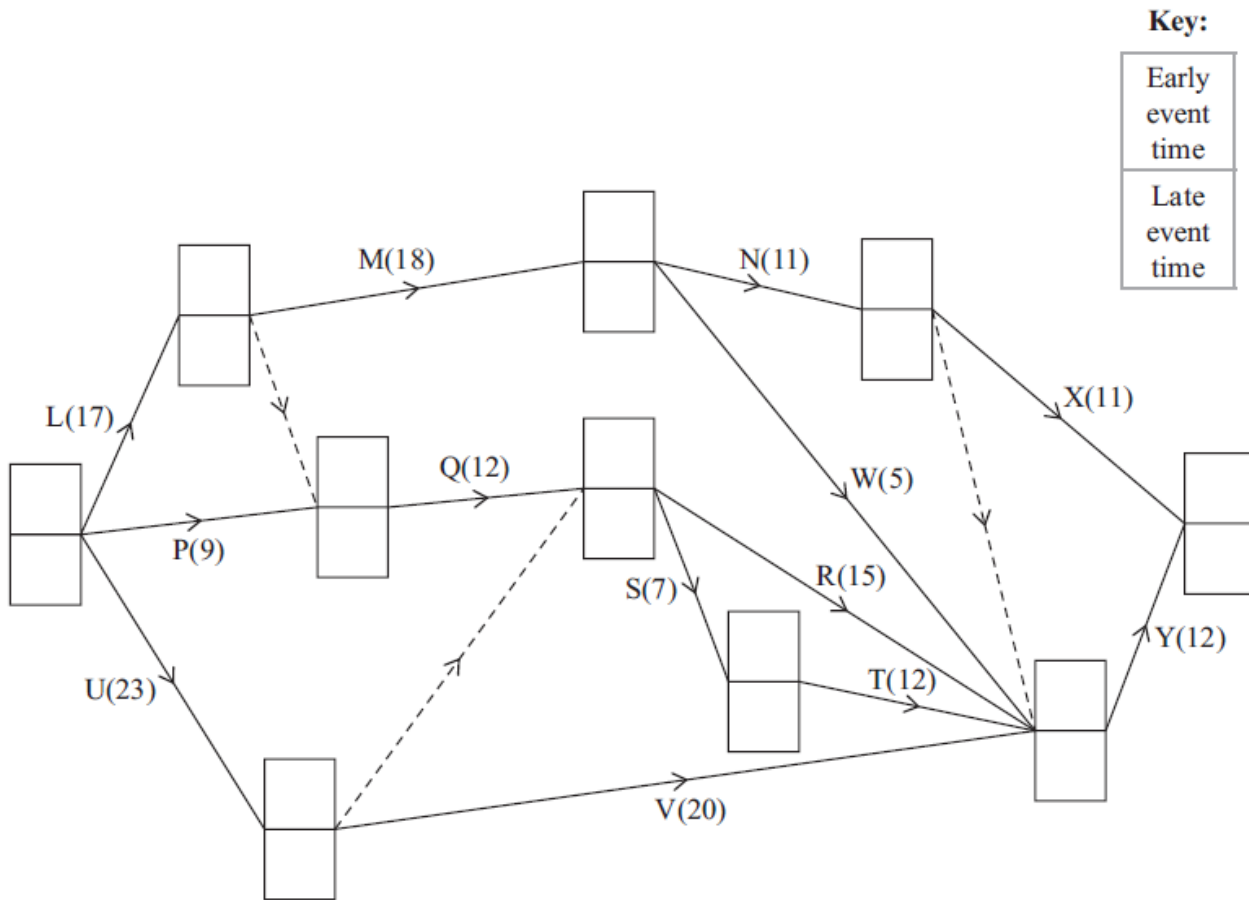 Key:
Early
event
time
Late
event
time
M(18)
N(11)
L(17)
X(11)
Q(12)
W(5)
P(9)
R(15)
S(7)
U(23)
T(12)
Y(12)
V(20)